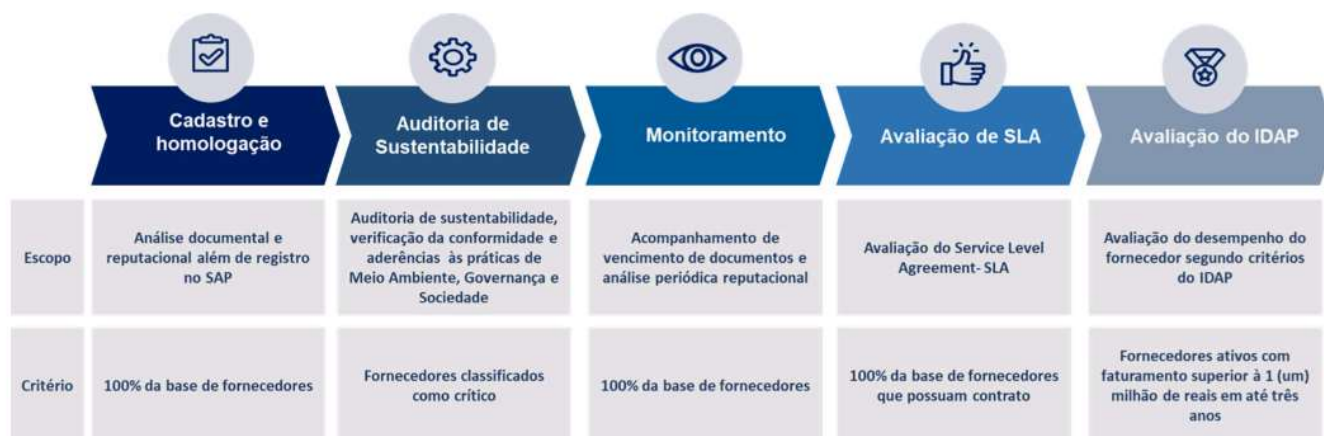 Cadastro e
homologação
Auditoria de
Sustentabilidade
Monitoramento
Avaliação de SLA
Avaliação do IDAP
Escopo
Análise documental e
reputacional além de registro
no SAP
Auditoria de sustentabilidade,
verificação da conformidade e
aderências às práticas de
Meio Ambiente, Governança e
Sociedade
Acompanhamento de
vencimento de documentos e
análise periódica reputacional
Avaliação do Service Level
Agreement- SLA
Avaliação do desempenho do
fornecedor segundo critérios
do IDAP
Critério
100% da base de fornecedores
Fornecedores classificados
como crítico
100% da base de fornecedores
100% da base de fornecedores
que possuam contrato
Fornecedores ativos com
faturamento superior à 1 (um)
milhão de reais em até três
anos